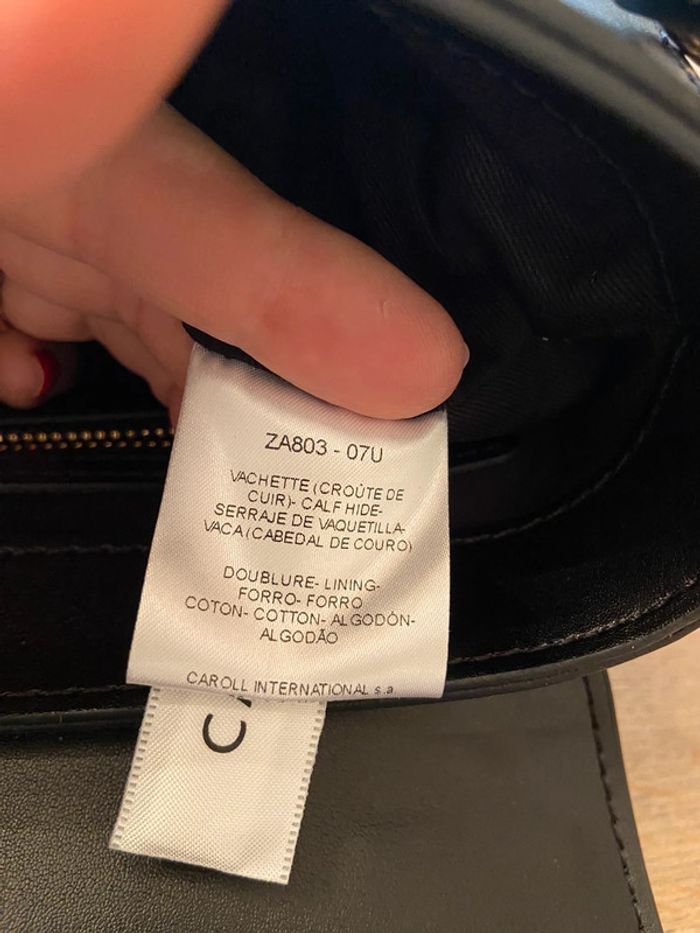 ZA803 - 07U
VACHETTE (CROÛTE DE
CUIR)- CALF HIDE-
SERRAJE DE VAQUETILLA-
VACA (CABEDAL DE COURO)
DOUBLURE- LINING-
FORRO- FORRO
COTON- COTTON- ALGODÓN-
ALGODÃO
CAROLL INTERNATIONAL s.a